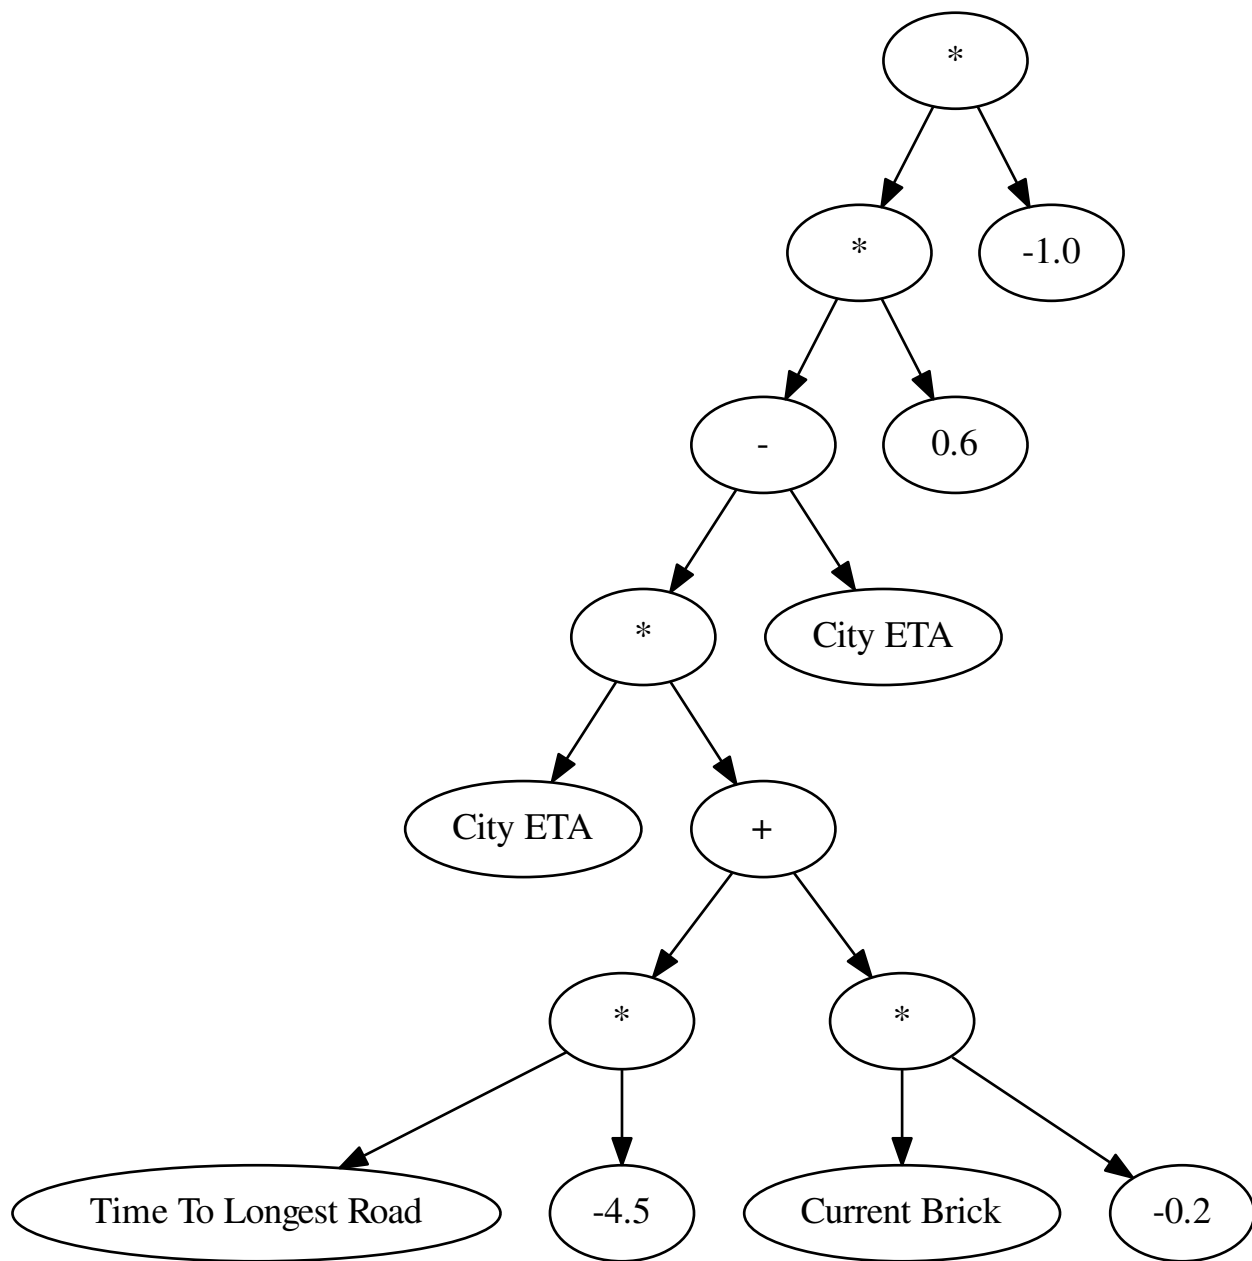 *
*
-1.0
-
0.6
*
City ETA
City ETA
+
*
*
Time To Longest Road
-4.5
Current Brick
-0.2